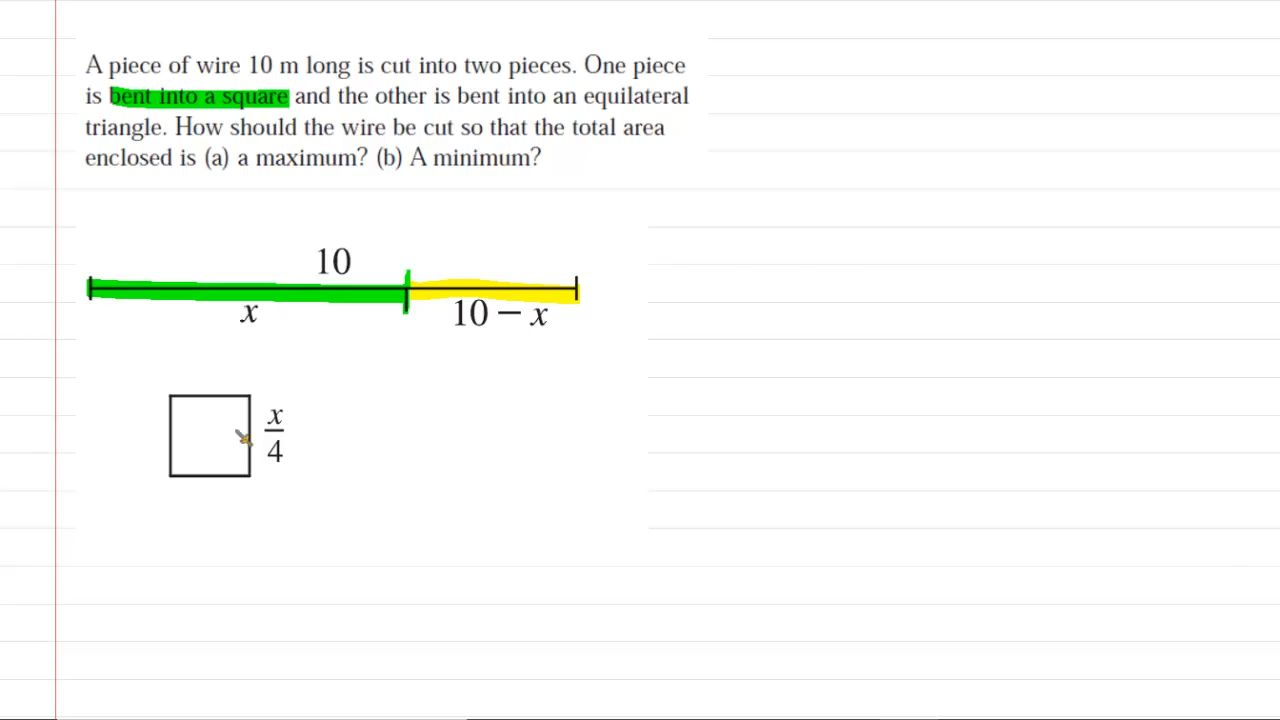 A piece of wire 10 m long is cut into two pieces. One piece
is bent into a square and the other is bent into an equilateral
triangle. How should the wire be cut so that the total area
enclosed is (a) a maximum? (b) A minimum?
10
x
10 − x
x
4